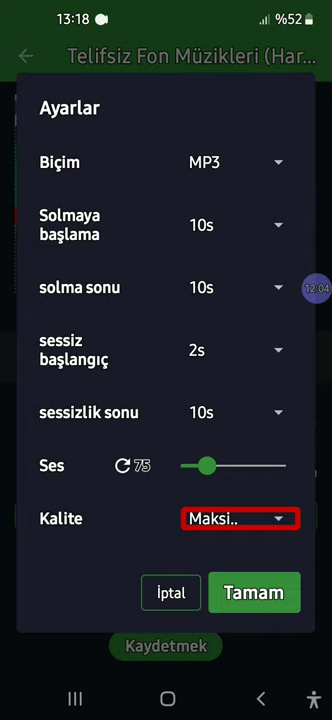 13:18 %52
Telifsiz Fon Müzikleri (Har...
Ayarlar
Biçim MP3
Solmaya
başlama 10s
solma sonu 10s
12:04
sessiz
başlangıç 2s
sessizlik sonu 10s
Ses 75
Kalite Maksi..
İptal Tamam
Kaydetmek